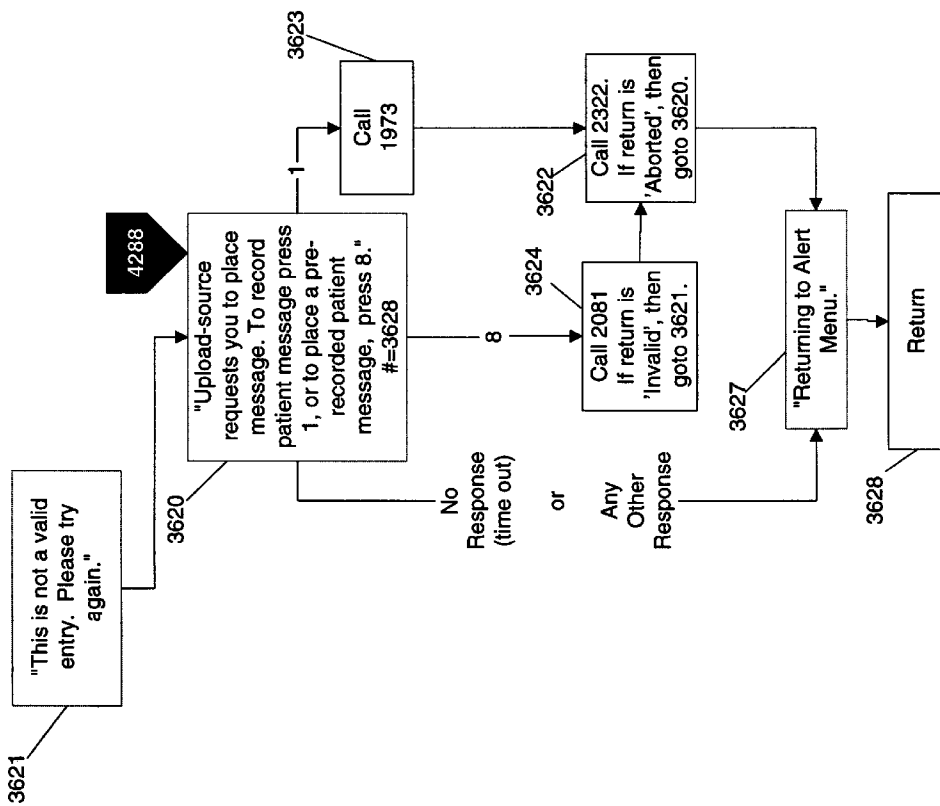 3621
"This is not a valid
entry. Please try
again."
4288
3620
"Upload-source
requests you to place
message. To record
patient message press
1, or to place a pre-
recorded patient
message, press 8."
#=3628
1
3623
Call
1973
8
3624
Call 2081
If return is
'Invalid', then
goto 3621.
3622
Call 2322.
If return is
'Aborted', then
goto 3620.
No
Response
(time out)
or
Any
Other
Response
3627
"Returning to Alert
Menu."
3628
Return